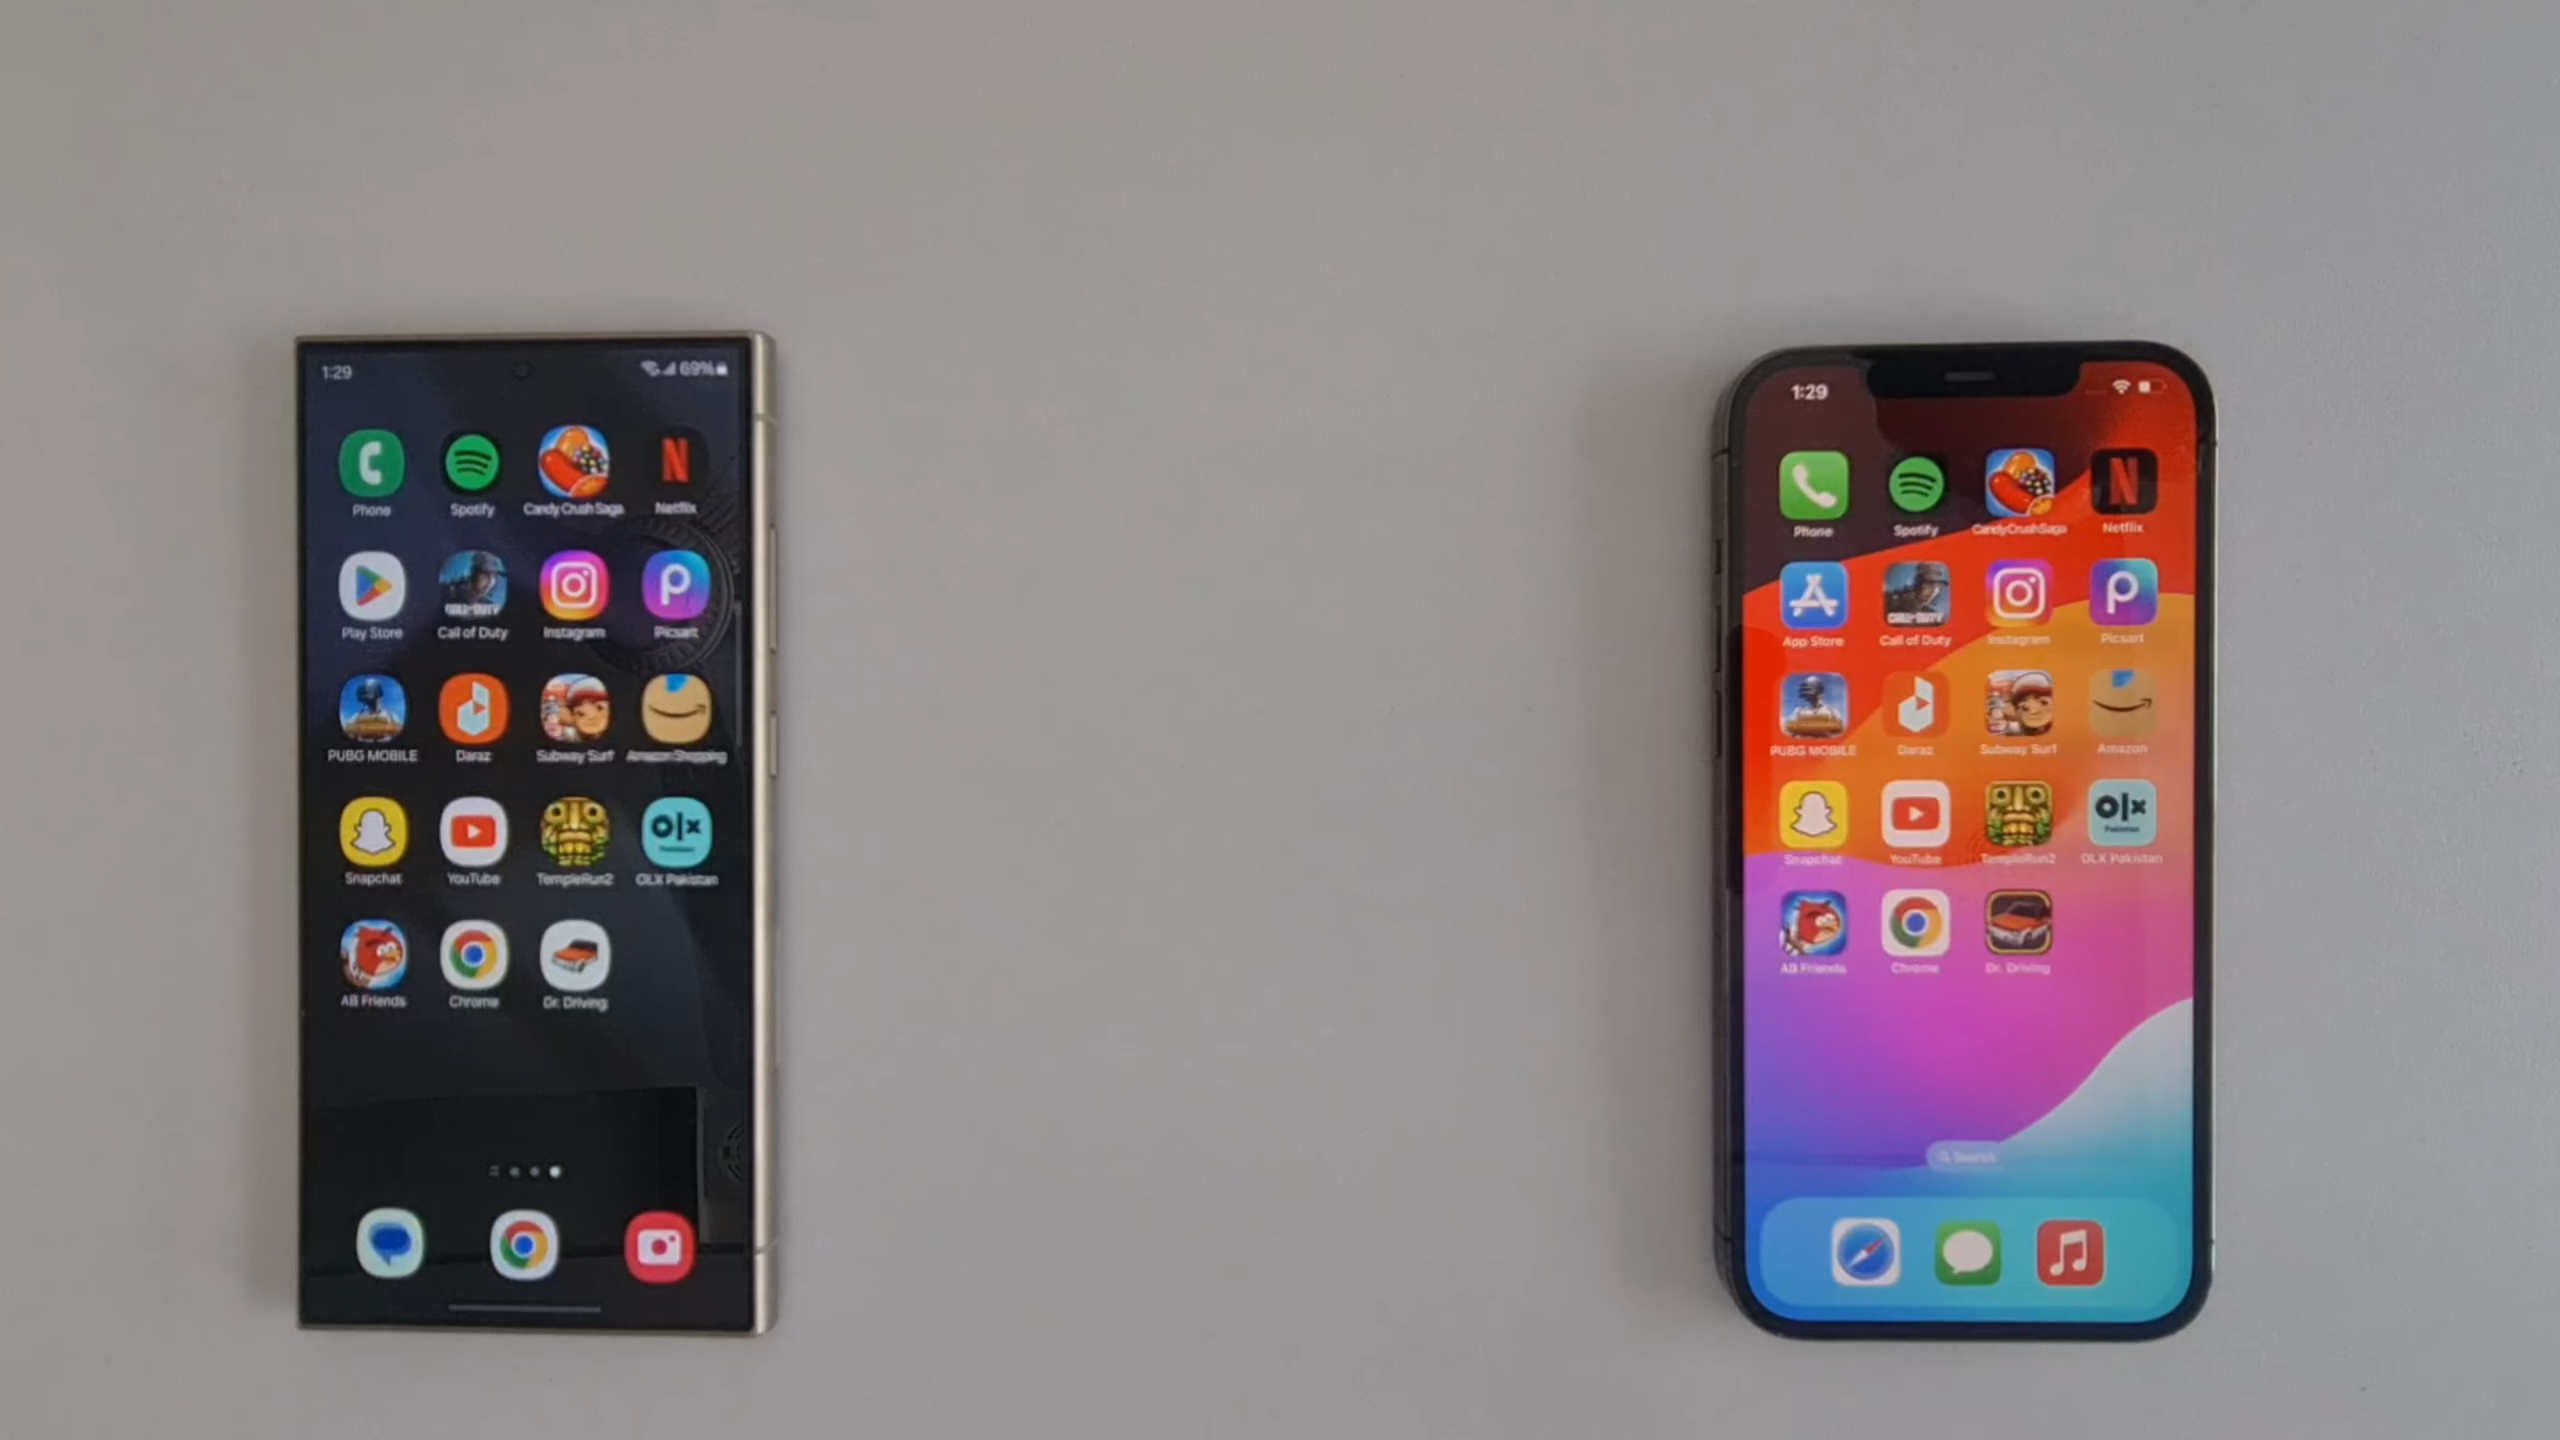 1:29
69%
Phone
Spotify
Candy Crush Saga
Netflix
Play Store
Call of Duty
Instagram
Picsart
PUBG MOBILE
Daraz
Subway Surf
Amazon Shopping
Snapchat
YouTube
TempleRun2
olx
OLX Pakistan
AB Friends
Chrome
Dr. Driving
1:29
Phone
Spotify
CandyCrushSaga
Netflix
App Store
Call of Duty
Instagram
Picsart
PUBG MOBILE
Daraz
Subway Surf
Amazon
Snapchat
YouTube
TempleRun2
olx
OLX Pakistan
AB Friends
Chrome
Dr. Driving
Search